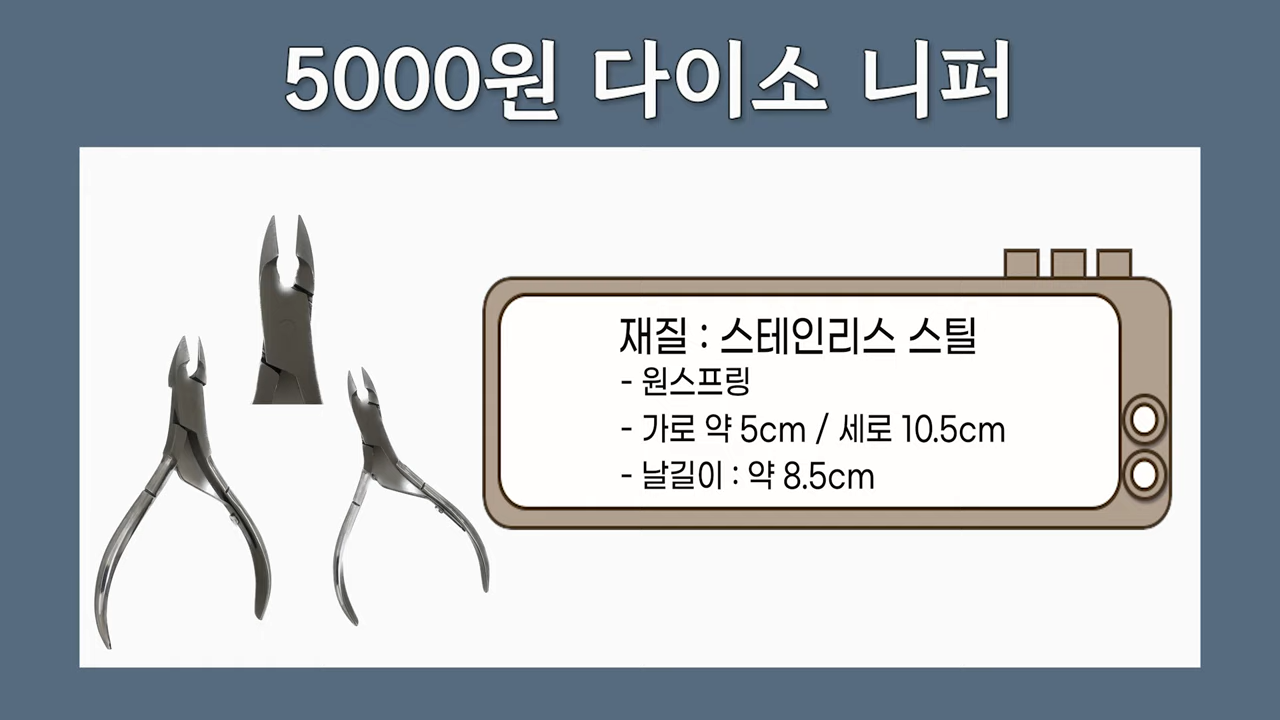 5000원 다이소 니퍼
재질 : 스테인리스 스틸
- 원스프링
- 가로 약 5cm / 세로 10.5cm
- 날길이 : 약 8.5cm